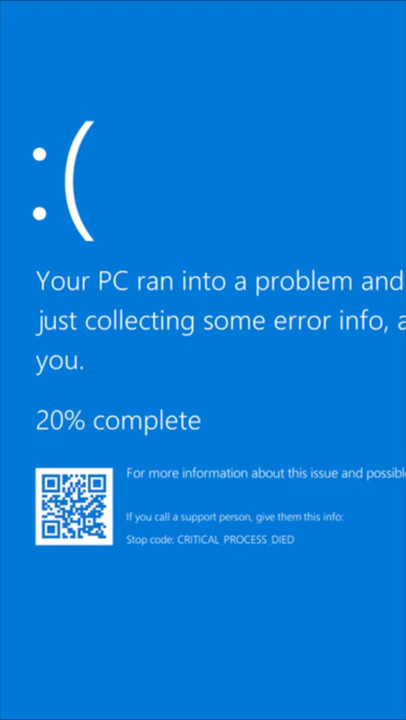 :(
Your PC ran into a problem and
just collecting some error info, a
you.
20% complete
For more information about this issue and possibl
If you call a support person, give them this info:
Stop code: CRITICAL_PROCESS_DIED